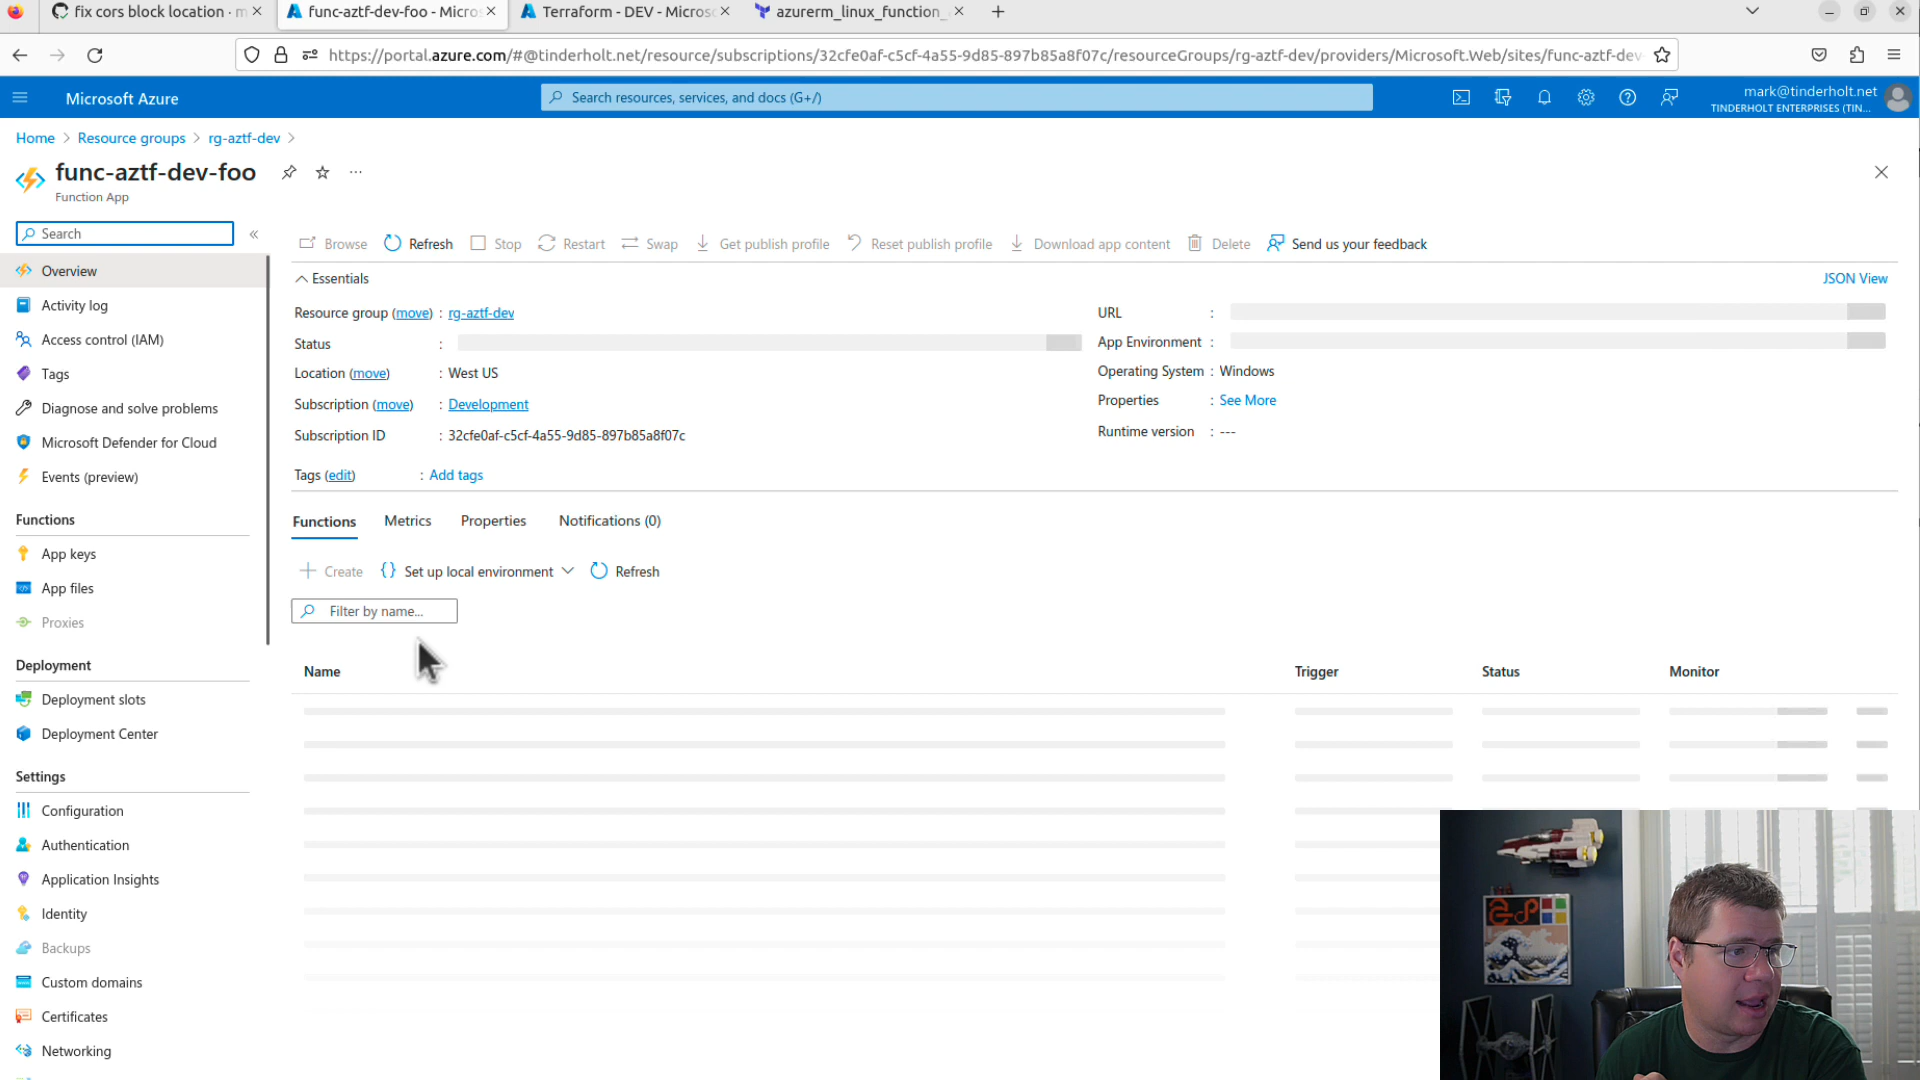 fix cors block location · m
func-aztf-dev-foo - Micros
Terraform - DEV - Microso
azurerm_linux_function_
https://portal.azure.com/#@tinderholt.net/resource/subscriptions/32cfe0af-c5cf-4a55-9d85-897b85a8f07c/resourceGroups/rg-aztf-dev/providers/Microsoft.Web/sites/func-aztf-dev-
Microsoft Azure
Search resources, services, and docs (G+/)
mark@tinderholt.net
TINDERHOLT ENTERPRISES (TIN...
Home > Resource groups > rg-aztf-dev >
func-aztf-dev-foo
Function App
Search
Browse Refresh Stop Restart Swap Get publish profile Reset publish profile Download app content Delete Send us your feedback
Overview
Activity log
Access control (IAM)
Tags
Diagnose and solve problems
Microsoft Defender for Cloud
Events (preview)
Functions
App keys
App files
Proxies
Deployment
Deployment slots
Deployment Center
Settings
Configuration
Authentication
Application Insights
Identity
Backups
Custom domains
Certificates
Networking
Essentials
JSON View
Resource group (move) : rg-aztf-dev
Status :
Location (move) : West US
Subscription (move) : Development
Subscription ID : 32cfe0af-c5cf-4a55-9d85-897b85a8f07c
Tags (edit) : Add tags
URL :
App Environment :
Operating System : Windows
Properties : See More
Runtime version : ---
Functions Metrics Properties Notifications (0)
Create Set up local environment Refresh
Filter by name...
Name Trigger Status Monitor